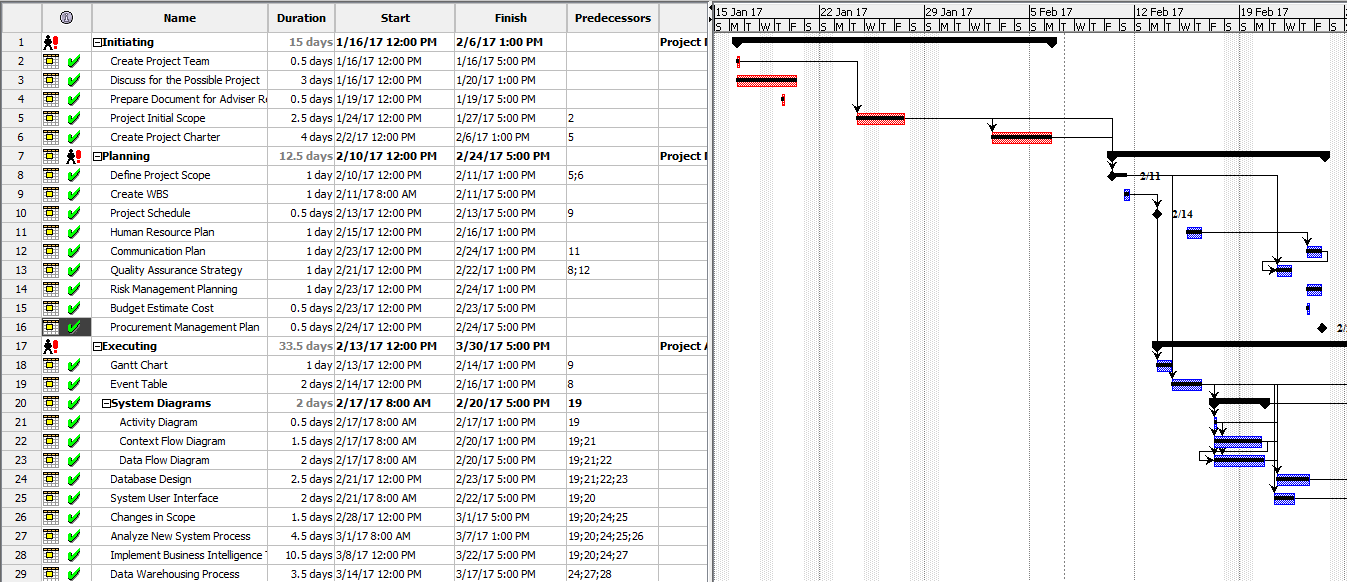 Name Duration Start Finish Predecessors
15 Jan 17 22 Jan 17 29 Jan 17 5 Feb 17 12 Feb 17 19 Feb 17
S M T W T F S S M T W T F S S M T W T F S S M T W T F S S M T W T F S S M T W T F S
1 Initiating 15 days 1/16/17 12:00 PM 2/6/17 1:00 PM Project
2 Create Project Team 0.5 days 1/16/17 12:00 PM 1/16/17 5:00 PM
3 Discuss for the Possible Project 3 days 1/16/17 12:00 PM 1/20/17 1:00 PM
4 Prepare Document for Adviser R 0.5 days 1/19/17 12:00 PM 1/19/17 5:00 PM
5 Project Initial Scope 2.5 days 1/24/17 12:00 PM 1/27/17 5:00 PM 2
6 Create Project Charter 4 days 2/2/17 12:00 PM 2/6/17 1:00 PM 5
7 Planning 12.5 days 2/10/17 12:00 PM 2/24/17 5:00 PM Project
8 Define Project Scope 1 day 2/10/17 12:00 PM 2/11/17 1:00 PM 5;6 2/11
9 Create WBS 1 day 2/11/17 8:00 AM 2/11/17 5:00 PM
10 Project Schedule 0.5 days 2/13/17 12:00 PM 2/13/17 5:00 PM 9 2/14
11 Human Resource Plan 1 day 2/15/17 12:00 PM 2/16/17 1:00 PM
12 Communication Plan 1 day 2/23/17 12:00 PM 2/24/17 1:00 PM 11
13 Quality Assurance Strategy 1 day 2/21/17 12:00 PM 2/22/17 1:00 PM 8;12
14 Risk Management Planning 1 day 2/23/17 12:00 PM 2/24/17 1:00 PM
15 Budget Estimate Cost 0.5 days 2/23/17 12:00 PM 2/23/17 5:00 PM
16 Procurement Management Plan 0.5 days 2/24/17 12:00 PM 2/24/17 5:00 PM
17 Executing 33.5 days 2/13/17 12:00 PM 3/30/17 5:00 PM Project
18 Gantt Chart 1 day 2/13/17 12:00 PM 2/14/17 1:00 PM 9
19 Event Table 2 days 2/14/17 12:00 PM 2/16/17 1:00 PM 8
20 System Diagrams 2 days 2/17/17 8:00 AM 2/20/17 5:00 PM 19
21 Activity Diagram 0.5 days 2/17/17 8:00 AM 2/17/17 1:00 PM 19
22 Context Flow Diagram 1.5 days 2/17/17 8:00 AM 2/20/17 1:00 PM 19;21
23 Data Flow Diagram 2 days 2/17/17 8:00 AM 2/20/17 5:00 PM 19;21;22
24 Database Design 2.5 days 2/21/17 12:00 PM 2/23/17 5:00 PM 19;21;22;23
25 System User Interface 2 days 2/21/17 8:00 AM 2/22/17 5:00 PM 19;20
26 Changes in Scope 1.5 days 2/28/17 12:00 PM 3/1/17 5:00 PM 19;20;24;25
27 Analyze New System Process 4.5 days 3/1/17 8:00 AM 3/7/17 1:00 PM 19;20;24;25;26
28 Implement Business Intelligence 10.5 days 3/8/17 12:00 PM 3/22/17 5:00 PM 19;20;24;27
29 Data Warehousing Process 3.5 days 3/14/17 12:00 PM 3/17/17 5:00 PM 24;27;28